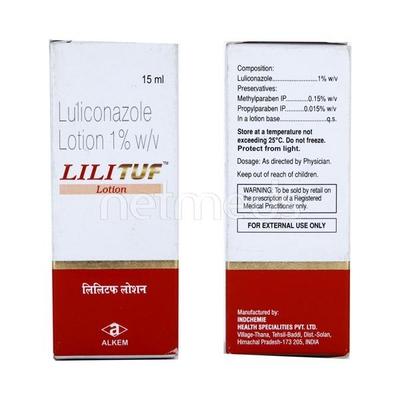 15 ml
Luliconazole
Lotion 1% w/v
LILITUF™
Lotion
लिलिटफ लोशन
a
ALKEM
Composition:
Luliconazole....................1% w/v
Preservatives:
Methylparaben IP.........0.15% w/v
Propylparaben IP.......0.015% w/v
In a lotion base....................q.s.
Store at a temperature not
exceeding 25°C. Do not freeze.
Protect from light.
Dosage: As directed by Physician.
Keep out of reach of children.
WARNING: To be sold by retail on
the prescription of a Registered
Medical Practitioner only.
FOR EXTERNAL USE ONLY
Manufactured by:
INDCHEMIE
HEALTH SPECIALITIES PVT. LTD.
Village-Thana, Tehsil-Baddi, Dist.-Solan,
Himachal Pradesh-173 205, INDIA
netmeds